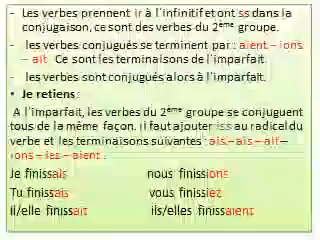 - Les verbes prennent ir à l'infinitif et ont ss dans la
conjugaison, ce sont des verbes du 2ème groupe.
- les verbes conjugués se terminent par : aient – ions
– ait Ce sont les terminaisons de l'imparfait.
- les verbes sont conjugués alors à l'imparfait.
• Je retiens :
A l'imparfait, les verbes du 2ème groupe se conjuguent
tous de la même façon. Il faut ajouter iss au radical du
verbe et les terminaisons suivantes : ais – ais – ait –
ions – iez – aient .
Je finissais nous finissions
Tu finissais vous finissiez
Il/elle finissait ils/elles finissaient